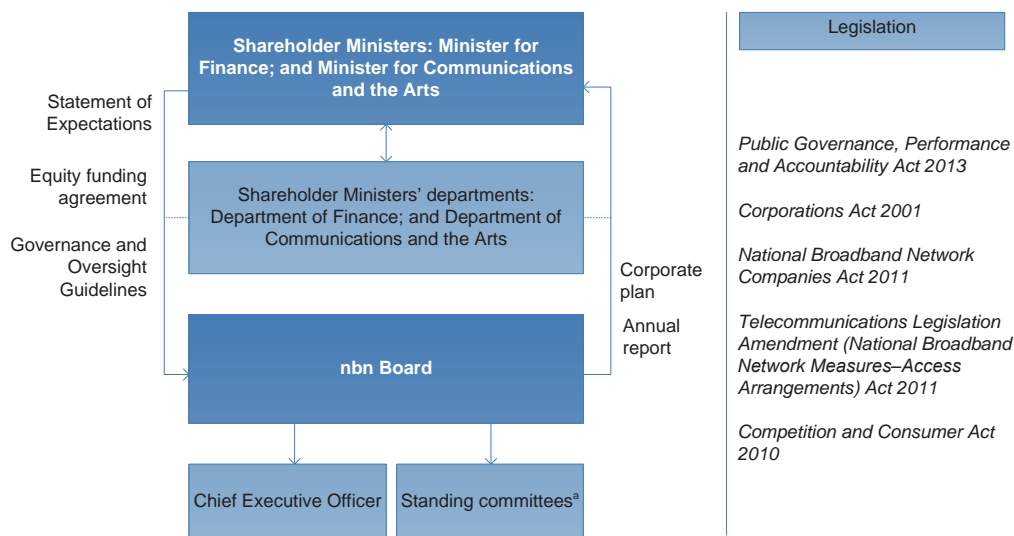 Shareholder Ministers: Minister for
Finance; and Minister for Communications
and the Arts
Statement of
Expectations
Equity funding
agreement
Governance and
Oversight
Guidelines
Shareholder Ministers’ departments:
Department of Finance; and Department of
Communications and the Arts
Corporate
plan
Annual
report
nbn Board
Chief Executive Officer
Standing committeesᵃ
Legislation
Public Governance, Performance
and Accountability Act 2013
Corporations Act 2001
National Broadband Network
Companies Act 2011
Telecommunications Legislation
Amendment (National Broadband
Network Measures–Access
Arrangements) Act 2011
Competition and Consumer Act
2010